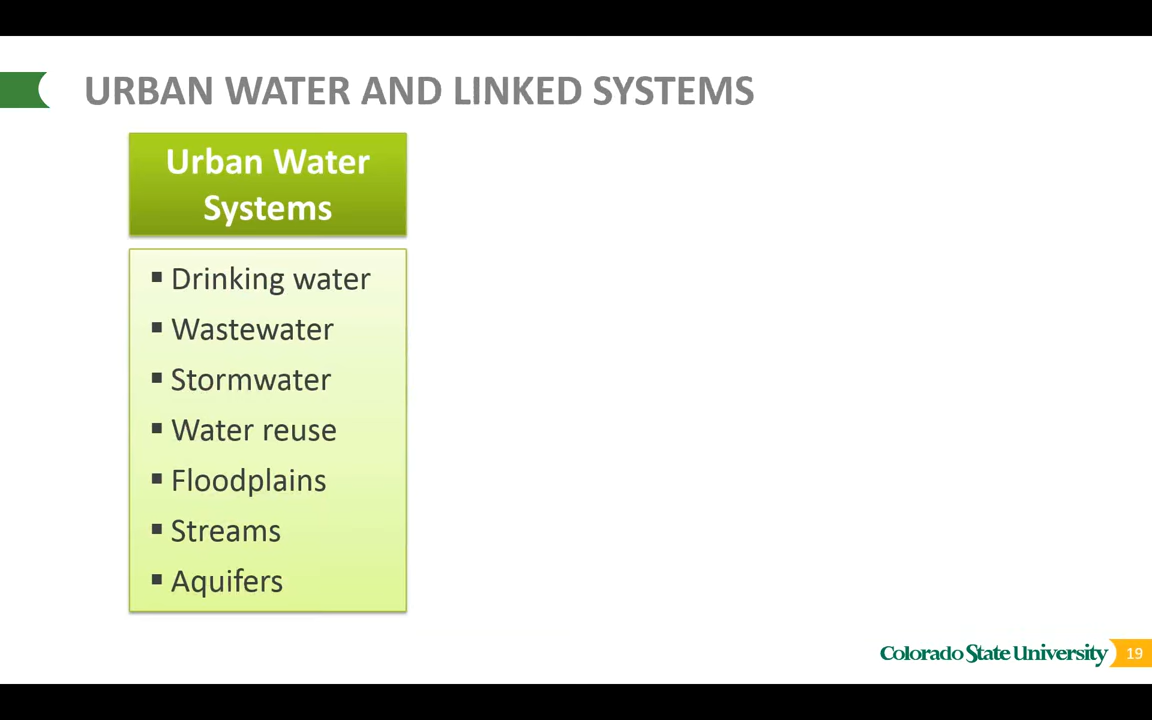 URBAN WATER AND LINKED SYSTEMS
Urban Water
Systems
▪ Drinking water
▪ Wastewater
▪ Stormwater
▪ Water reuse
▪ Floodplains
▪ Streams
▪ Aquifers
Colorado State University
19